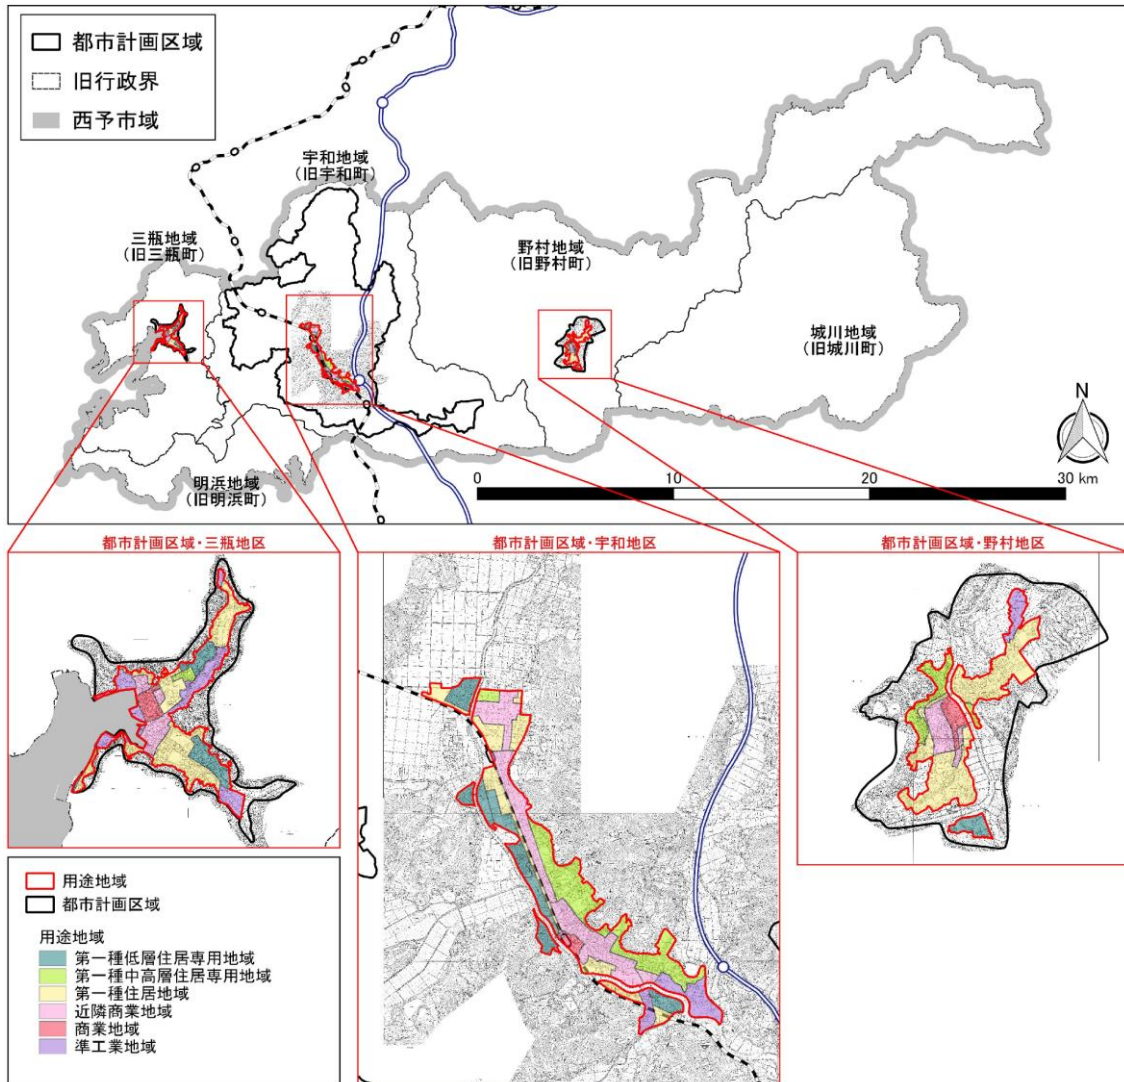 都市計画区域
旧行政界
西予市域
宇和地域
（旧宇和町）
三瓶地域
（旧三瓶町）
野村地域
（旧野村町）
城川地域
（旧城川町）
明浜地域
（旧明浜町）
N
0 10 20 30 km
都市計画区域・三瓶地区
都市計画区域・宇和地区
都市計画区域・野村地区
用途地域
都市計画区域
用途地域
第一種低層住居専用地域
第一種中高層住居専用地域
第一種住居地域
近隣商業地域
商業地域
準工業地域